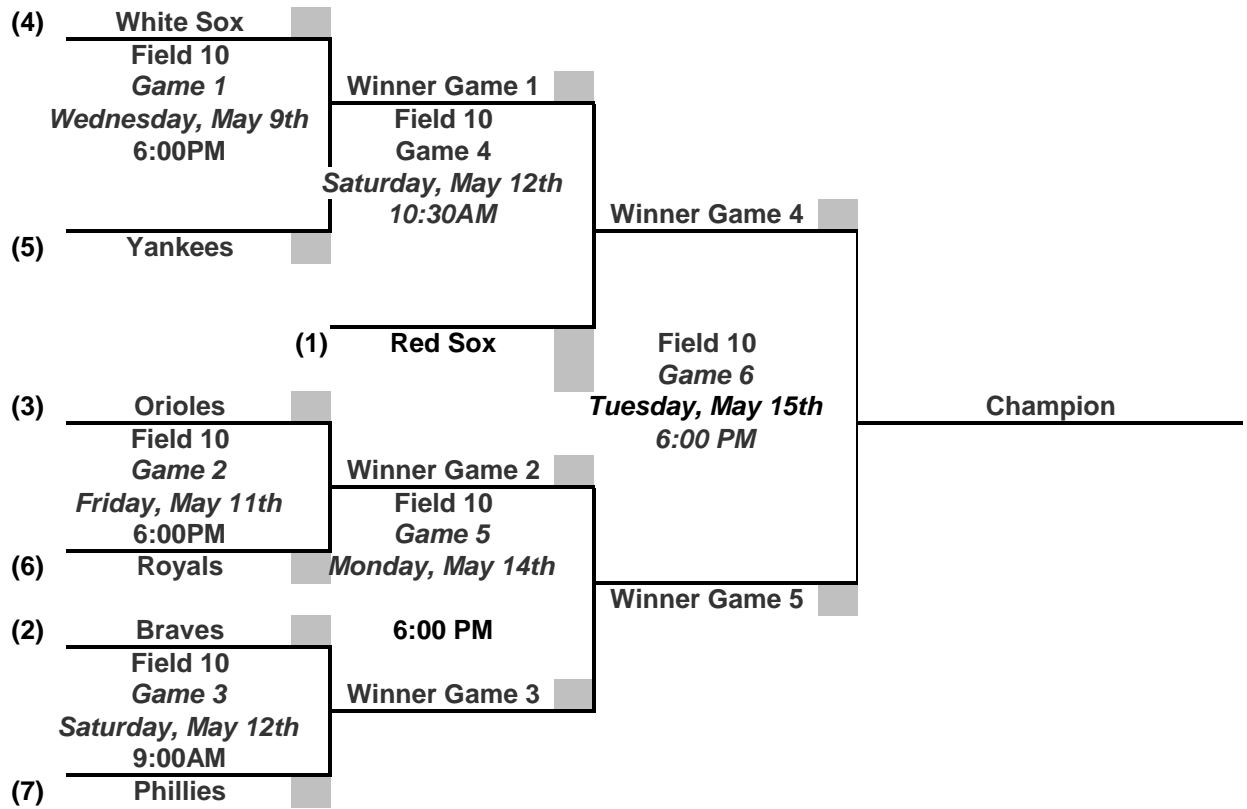 (4) White Sox
Field 10
Game 1
Wednesday, May 9th
6:00PM
(5) Yankees
Winner Game 1
Field 10
Game 4
Saturday, May 12th
10:30AM
(1) Red Sox
(3) Orioles
Field 10
Game 2
Friday, May 11th
6:00PM
(6) Royals
Winner Game 2
Field 10
Game 5
Monday, May 14th
6:00 PM
Winner Game 3
(2) Braves
Field 10
Game 3
Saturday, May 12th
9:00AM
(7) Phillies
Winner Game 4
Field 10
Game 6
Tuesday, May 15th
6:00 PM
Winner Game 5
Champion